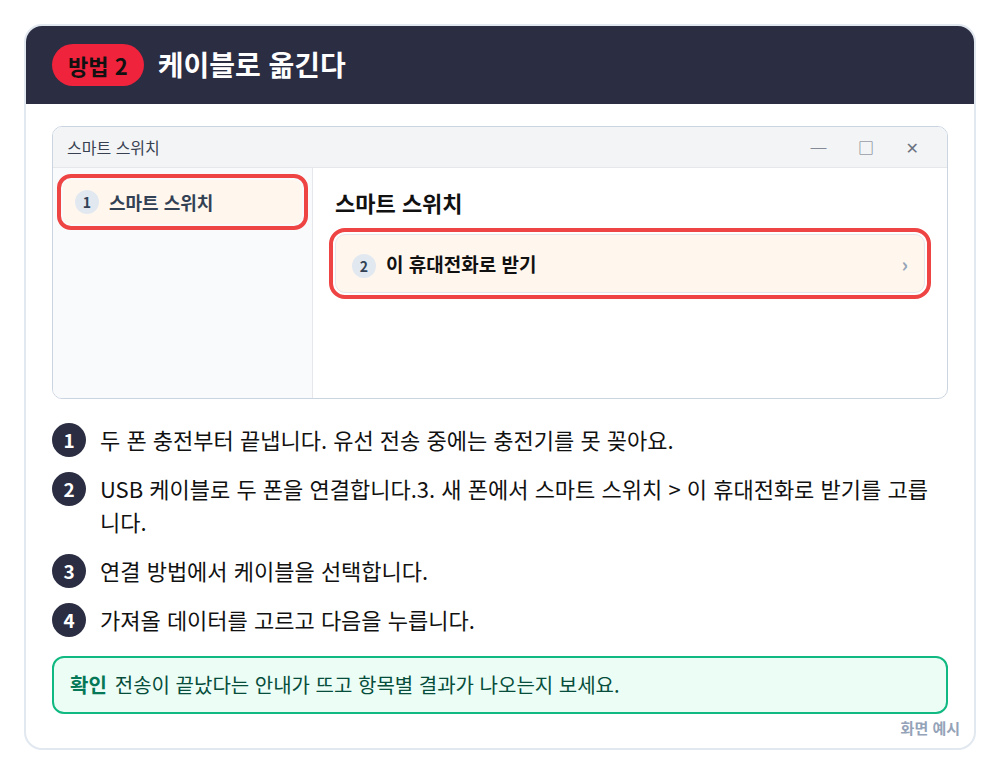 방법 2 케이블로 옮긴다
스마트 스위치 — □ ✕
1 스마트 스위치
스마트 스위치
2 이 휴대전화로 받기 ›
1 두 폰 충전부터 끝냅니다. 유선 전송 중에는 충전기를 못 꽂아요.
2 USB 케이블로 두 폰을 연결합니다.3. 새 폰에서 스마트 스위치 > 이 휴대전화로 받기를 고릅
니다.
3 연결 방법에서 케이블을 선택합니다.
4 가져올 데이터를 고르고 다음을 누릅니다.
확인 전송이 끝났다는 안내가 뜨고 항목별 결과가 나오는지 보세요.
화면 예시